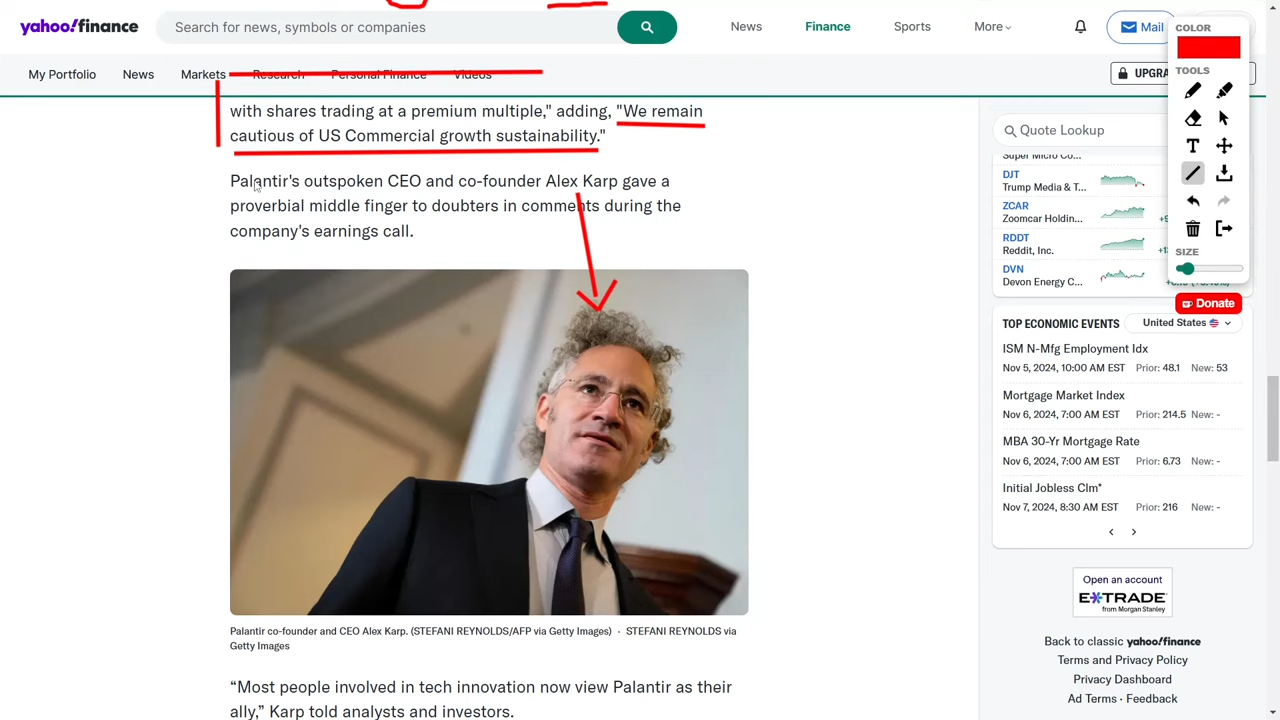 yahoo!finance
Search for news, symbols or companies
News
Finance
Sports
More
Mail
COLOR
TOOLS
T
SIZE
Donate
My Portfolio
News
Markets
Research
Personal Finance
Videos
with shares trading at a premium multiple," adding, "We remain
cautious of US Commercial growth sustainability."
Palantir's outspoken CEO and co-founder Alex Karp gave a
proverbial middle finger to doubters in comments during the
company's earnings call.
Palantir co-founder and CEO Alex Karp. (STEFANI REYNOLDS/AFP via Getty Images) · STEFANI REYNOLDS via
Getty Images
“Most people involved in tech innovation now view Palantir as their
ally,” Karp told analysts and investors.
Quote Lookup
Super Micro Co...
DJT
Trump Media & T...
ZCAR
Zoomcar Holdin...
RDDT
Reddit, Inc.
DVN
Devon Energy C...
TOP ECONOMIC EVENTS
United States
ISM N-Mfg Employment Idx
Nov 5, 2024, 10:00 AM EST Prior: 48.1 New: 53
Mortgage Market Index
Nov 6, 2024, 7:00 AM EST Prior: 214.5 New: -
MBA 30-Yr Mortgage Rate
Nov 6, 2024, 7:00 AM EST Prior: 6.73 New: -
Initial Jobless Clm*
Nov 7, 2024, 8:30 AM EST Prior: 216 New: -
Open an account
E*TRADE
from Morgan Stanley
Back to classic yahoo!finance
Terms and Privacy Policy
Privacy Dashboard
Ad Terms · Feedback